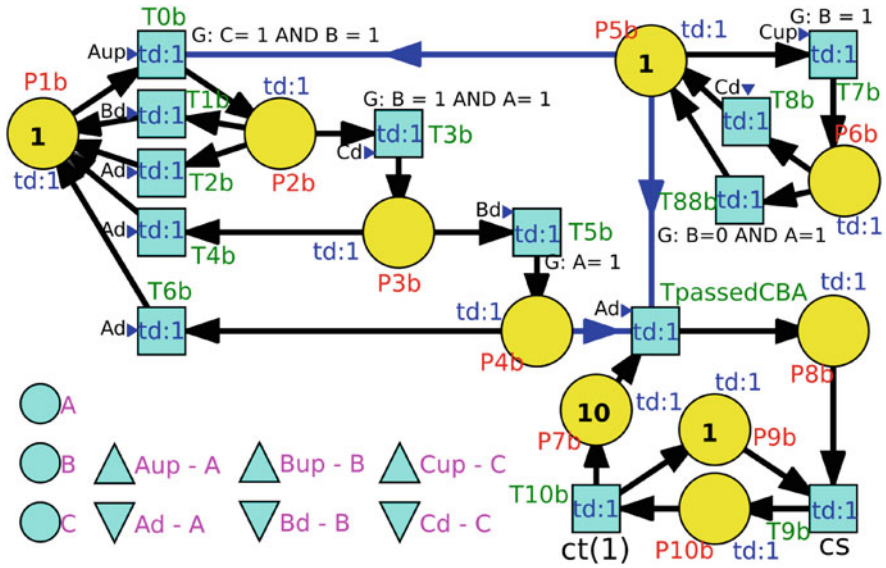 T0b
G: C= 1 AND B = 1
P5b
td:1
G: B = 1
Cup
Aup
td:1
td:1
P1b
td:1
1
T7b
Cd
T8b
Bd
td:1
T1b
G: B = 1 AND A= 1
td:1
P6b
1
Cd
td:1
T3b
td:1
Ad
td:1
T2b
P2b
T88b
td:1
Ad
td:1
T4b
td:1
P3b
Bd
td:1
T5b
G: B=0 AND A=1
td:1
G: A= 1
T6b
TpassedCBA
td:1
Ad
td:1
td:1
P4b
Ad
td:1
P8b
A
10
td:1
td:1
P7b
1
P9b
B
Aup - A
Bup - B
Cup - C
T10b
td:1
td:1
C
Ad - A
Bd - B
Cd - C
P10b
td:1
T9b
ct(1)
cs